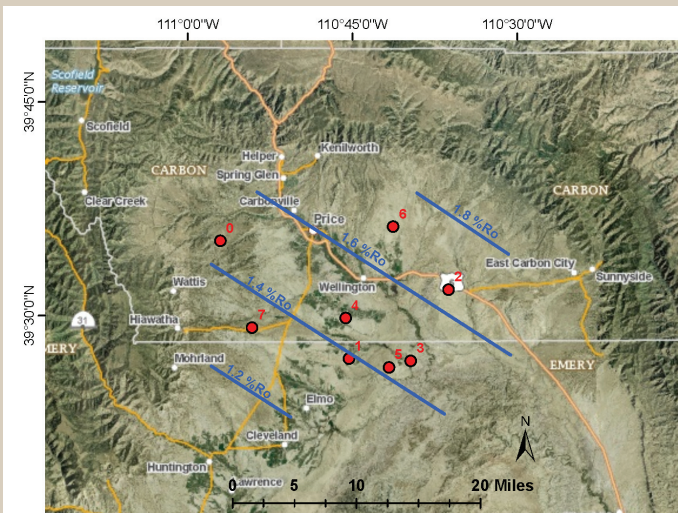 111°0'0"W
110°45'0"W
110°30'0"W
39°45'0"N
39°30'0"N
Scofield
Reservoir
Scofield
Helper
Kenilworth
CARBON
Spring Glen
CARBON
Clear Creek
Carbonville
1.8 %Ro
Price
6
0
1.6 %Ro
East Carbon City
Sunnyside
2
Wattis
1.4 %Ro
Wellington
4
Hiawatha
7
31
MERY
Mohrland
1
5
3
EMERY
1.2 %Ro
Elmo
N
Cleveland
Huntington
Lawrence
0 5 10 20 Miles